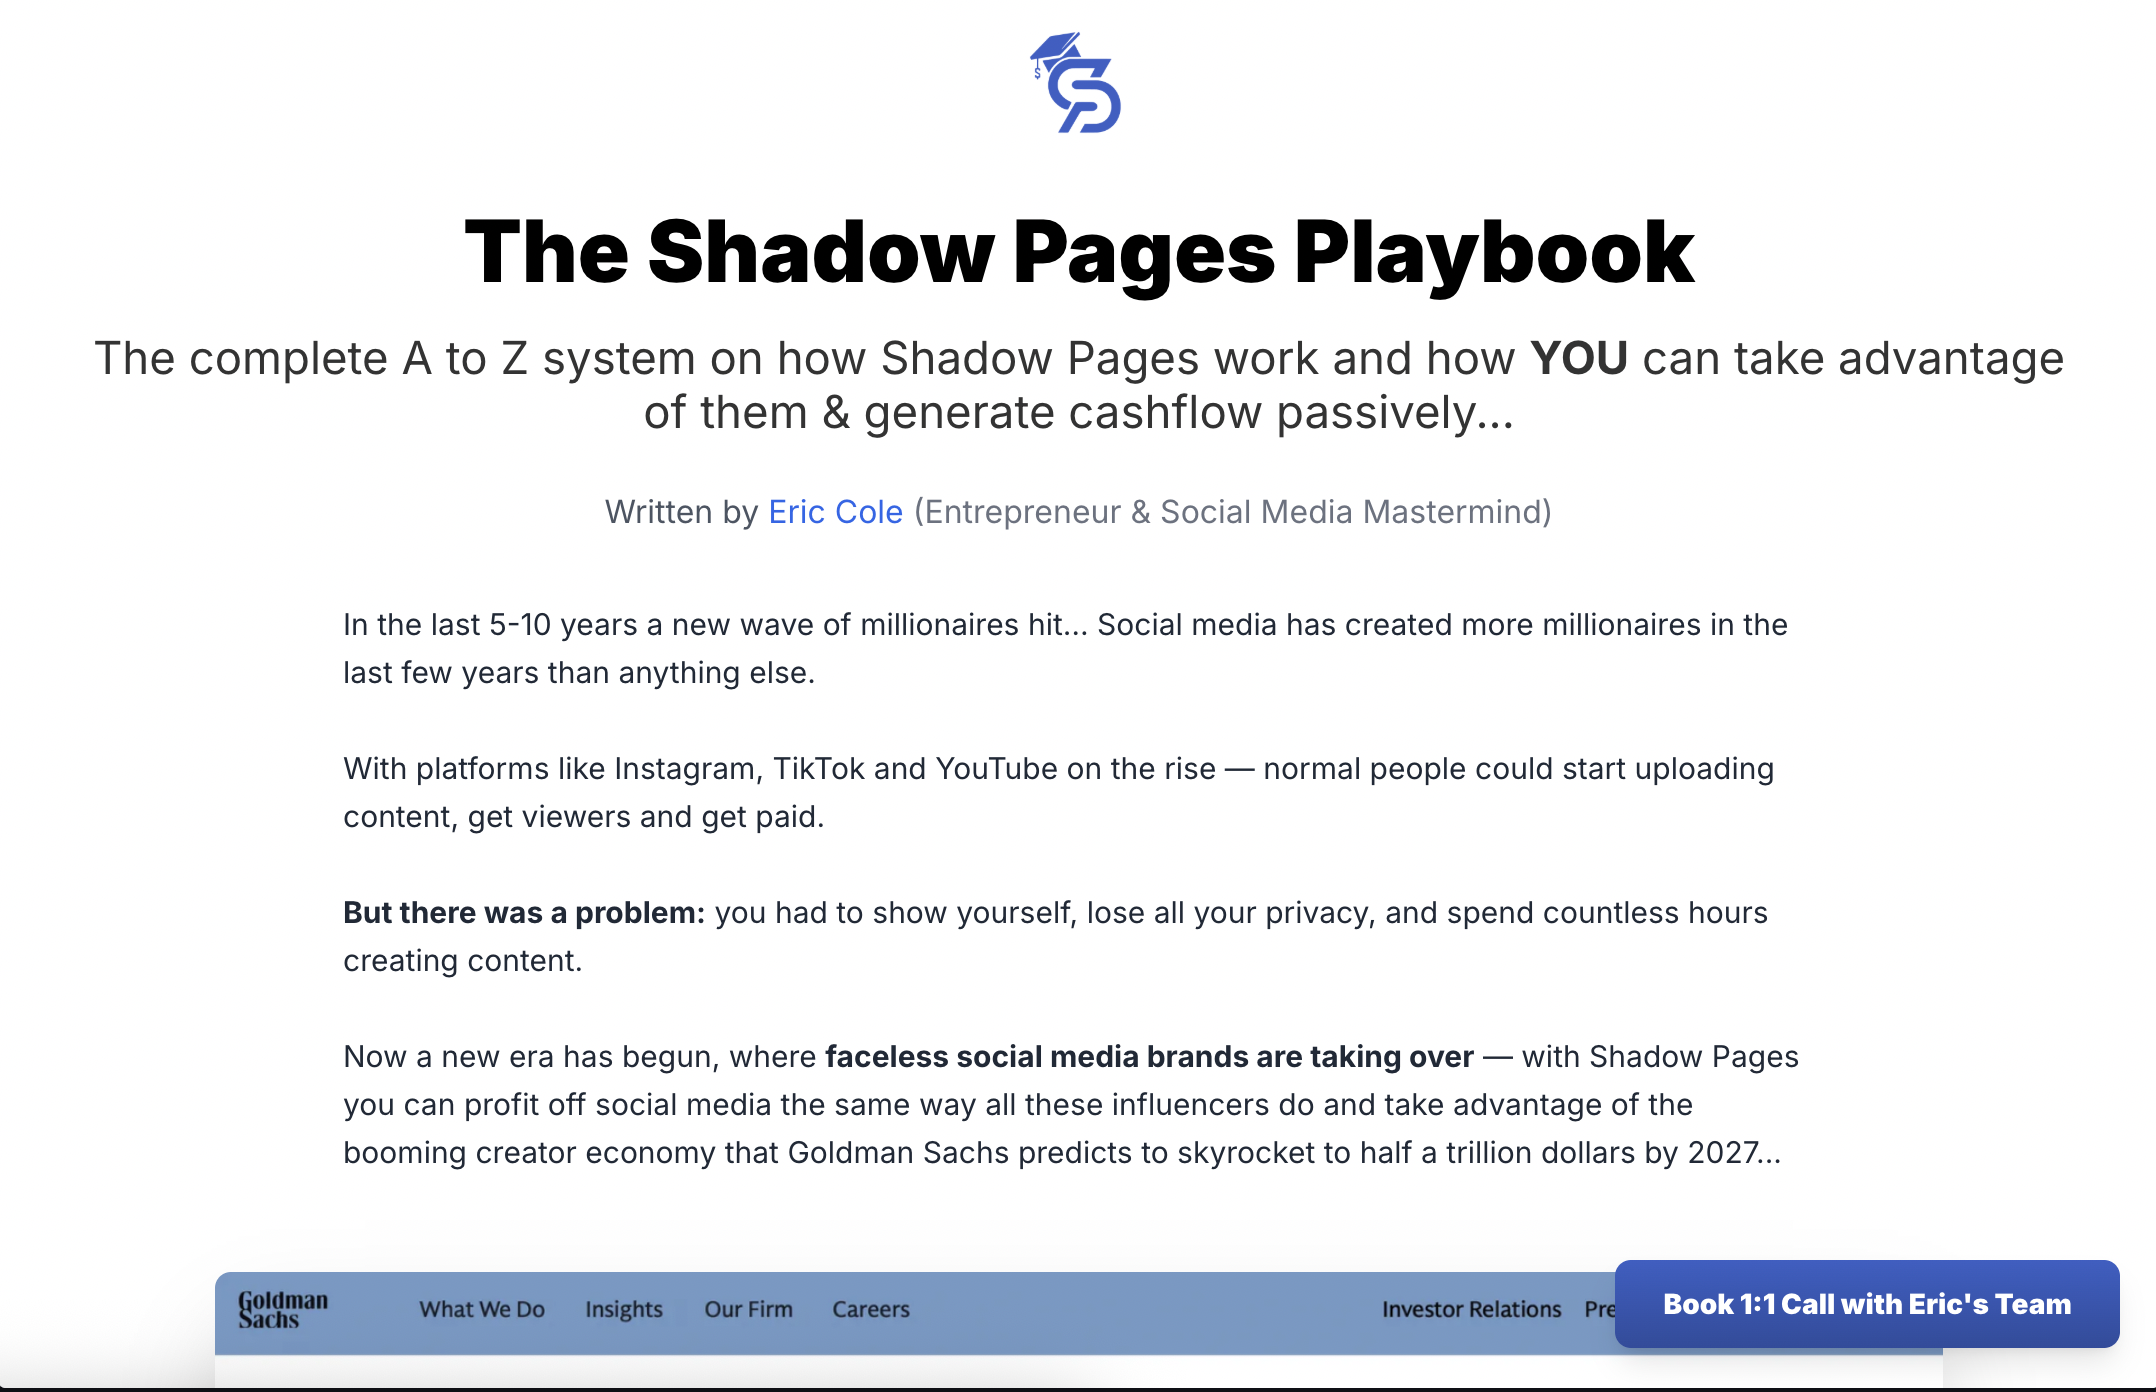 $
The Shadow Pages Playbook
The complete A to Z system on how Shadow Pages work and how YOU can take advantage
of them & generate cashflow passively...
Written by Eric Cole (Entrepreneur & Social Media Mastermind)
In the last 5-10 years a new wave of millionaires hit... Social media has created more millionaires in the
last few years than anything else.
With platforms like Instagram, TikTok and YouTube on the rise — normal people could start uploading
content, get viewers and get paid.
But there was a problem: you had to show yourself, lose all your privacy, and spend countless hours
creating content.
Now a new era has begun, where faceless social media brands are taking over — with Shadow Pages
you can profit off social media the same way all these influencers do and take advantage of the
booming creator economy that Goldman Sachs predicts to skyrocket to half a trillion dollars by 2027...
Goldman
Sachs
What We Do Insights Our Firm Careers Investor Relations Pre
Book 1:1 Call with Eric's Team